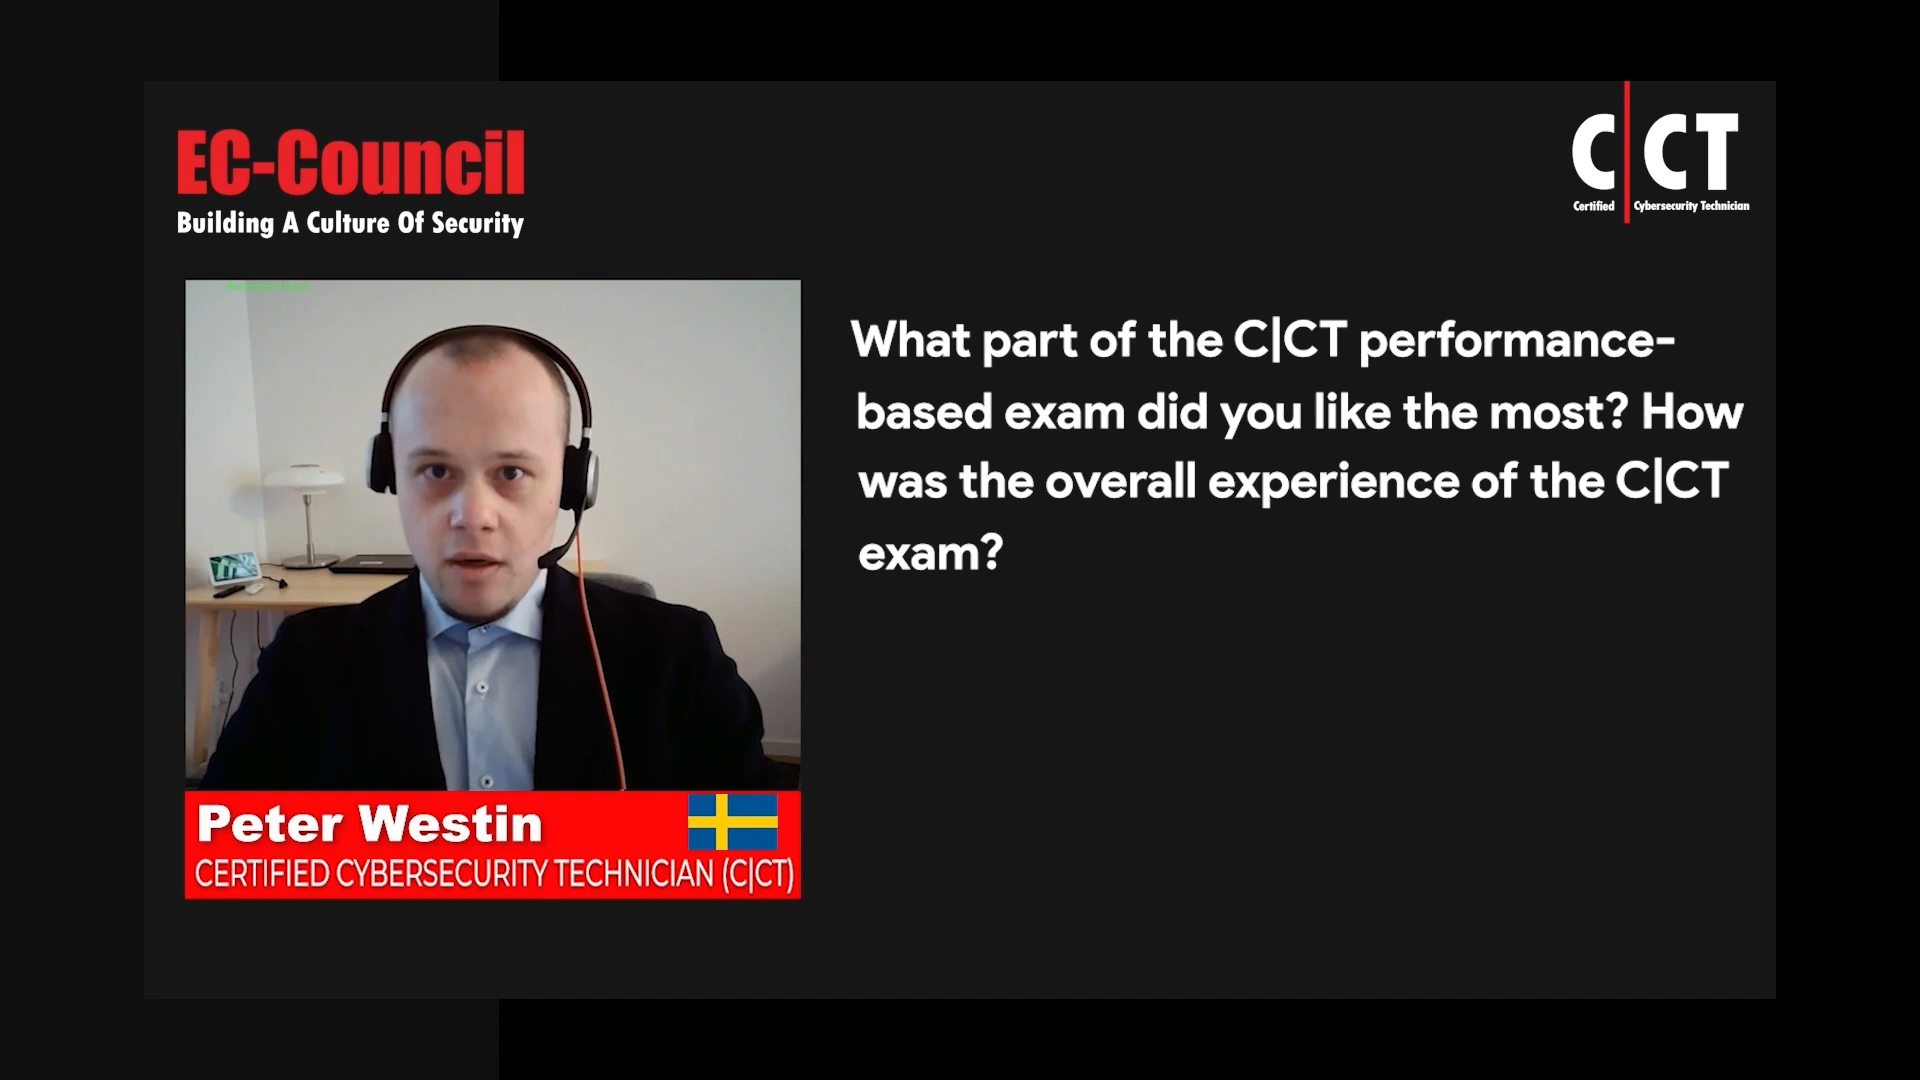 EC-Council
Building A Culture Of Security
C|CT
Certified Cybersecurity Technician
What part of the C|CT performance-
based exam did you like the most? How
was the overall experience of the C|CT
exam?
Peter Westin
CERTIFIED CYBERSECURITY TECHNICIAN (C|CT)